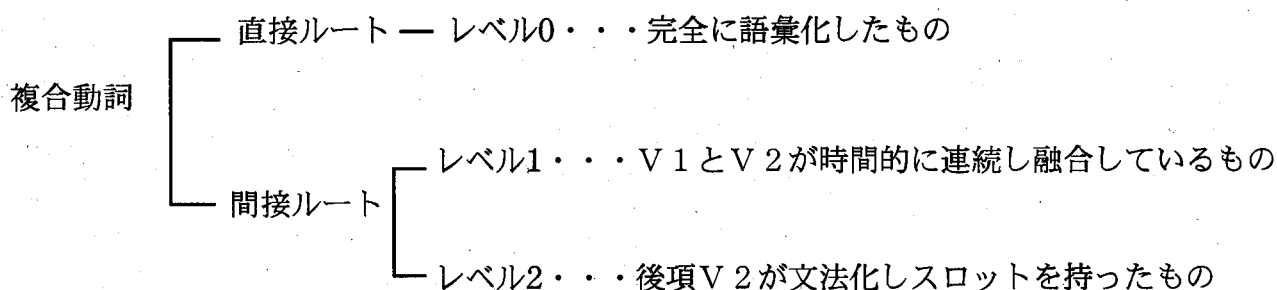 直接ルート ― レベル0・・・完全に語彙化したもの
複合動詞
レベル1・・・V1とV2が時間的に連続し融合しているもの
間接ルート
レベル2・・・後項V2が文法化しスロットを持ったもの